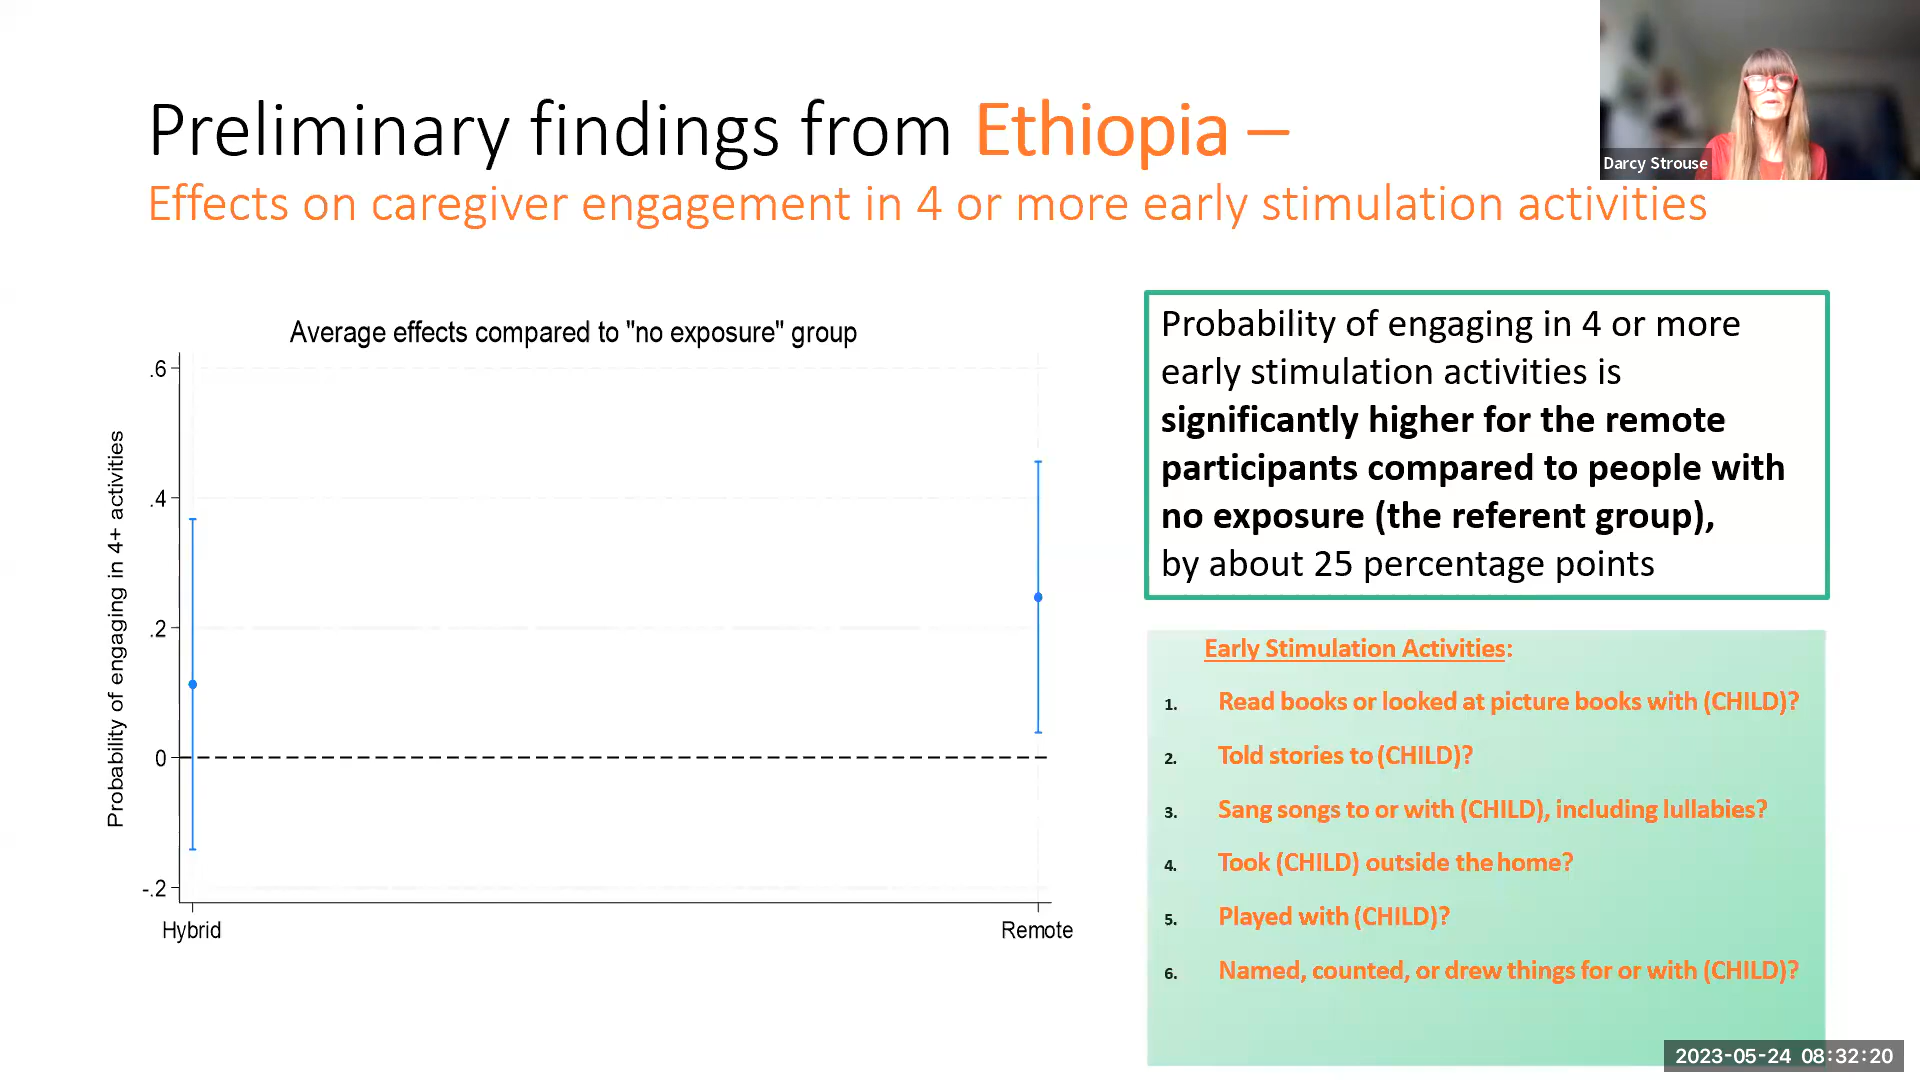 Preliminary findings from Ethiopia –
Effects on caregiver engagement in 4 or more early stimulation activities
Darcy Strouse
Average effects compared to "no exposure" group
Probability of engaging in 4+ activities
.6
.4
.2
0
-.2
Hybrid
Remote
Probability of engaging in 4 or more
early stimulation activities is
significantly higher for the remote
participants compared to people with
no exposure (the referent group),
by about 25 percentage points
Early Stimulation Activities:
1. Read books or looked at picture books with (CHILD)?
2. Told stories to (CHILD)?
3. Sang songs to or with (CHILD), including lullabies?
4. Took (CHILD) outside the home?
5. Played with (CHILD)?
6. Named, counted, or drew things for or with (CHILD)?
2023-05-24 08:32:20